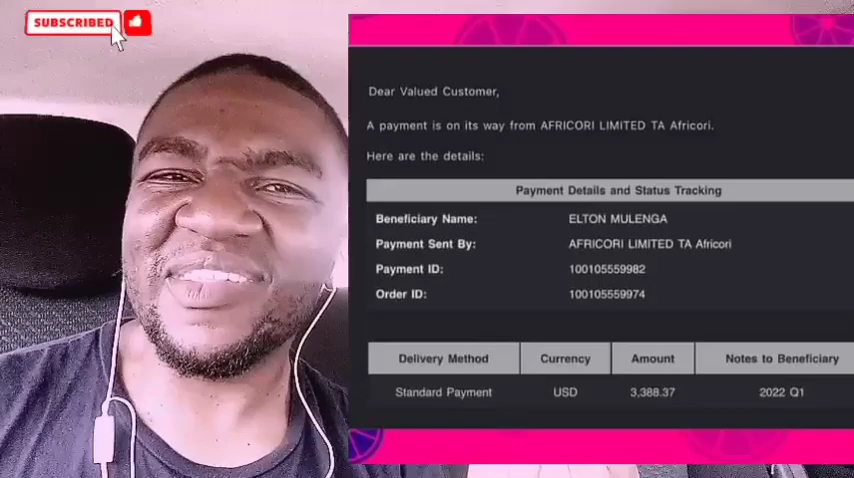 SUBSCRIBED
Dear Valued Customer,
A payment is on its way from AFRICORI LIMITED TA Africori.
Here are the details:
Payment Details and Status Tracking
Beneficiary Name: ELTON MULENGA
Payment Sent By: AFRICORI LIMITED TA Africori
Payment ID: 100105559982
Order ID: 100105559974
Delivery Method Currency Amount Notes to Beneficiary
Standard Payment USD 3,388.37 2022 Q1